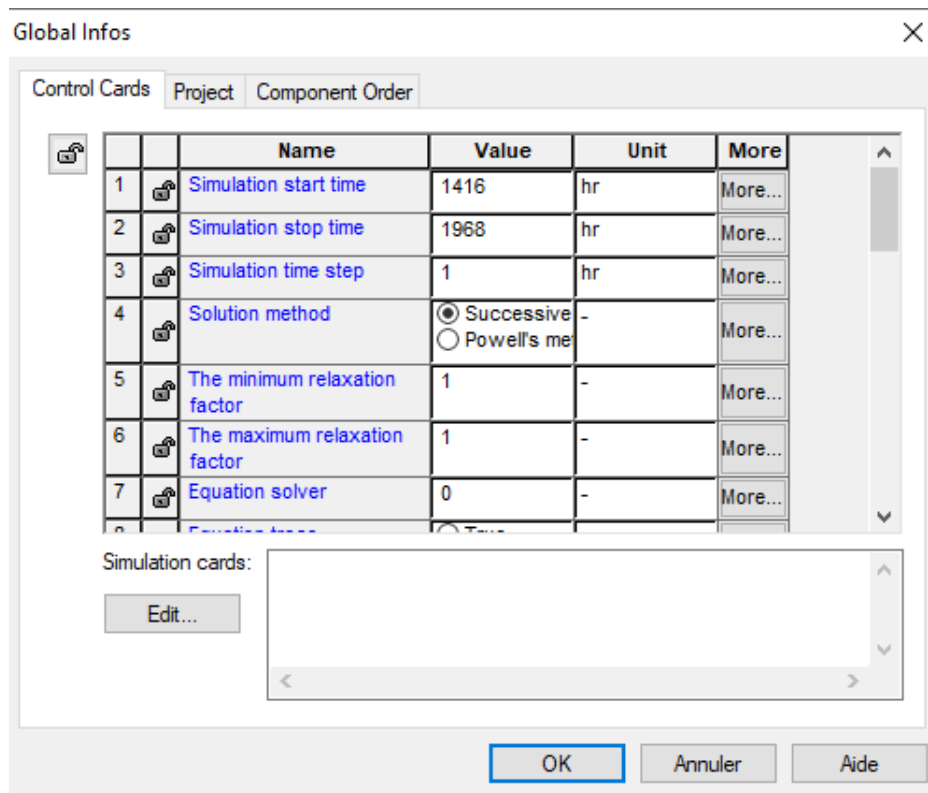 Global Infos
Control Cards Project Component Order
Name Value Unit More
1 Simulation start time 1416 hr More...
2 Simulation stop time 1968 hr More...
3 Simulation time step 1 hr More...
4 Solution method Successive -
Powell's met More...
5 The minimum relaxation 1 -
factor More...
6 The maximum relaxation 1 -
factor More...
7 Equation solver 0 - More...
Simulation cards:
Edit...
OK Annuler Aide